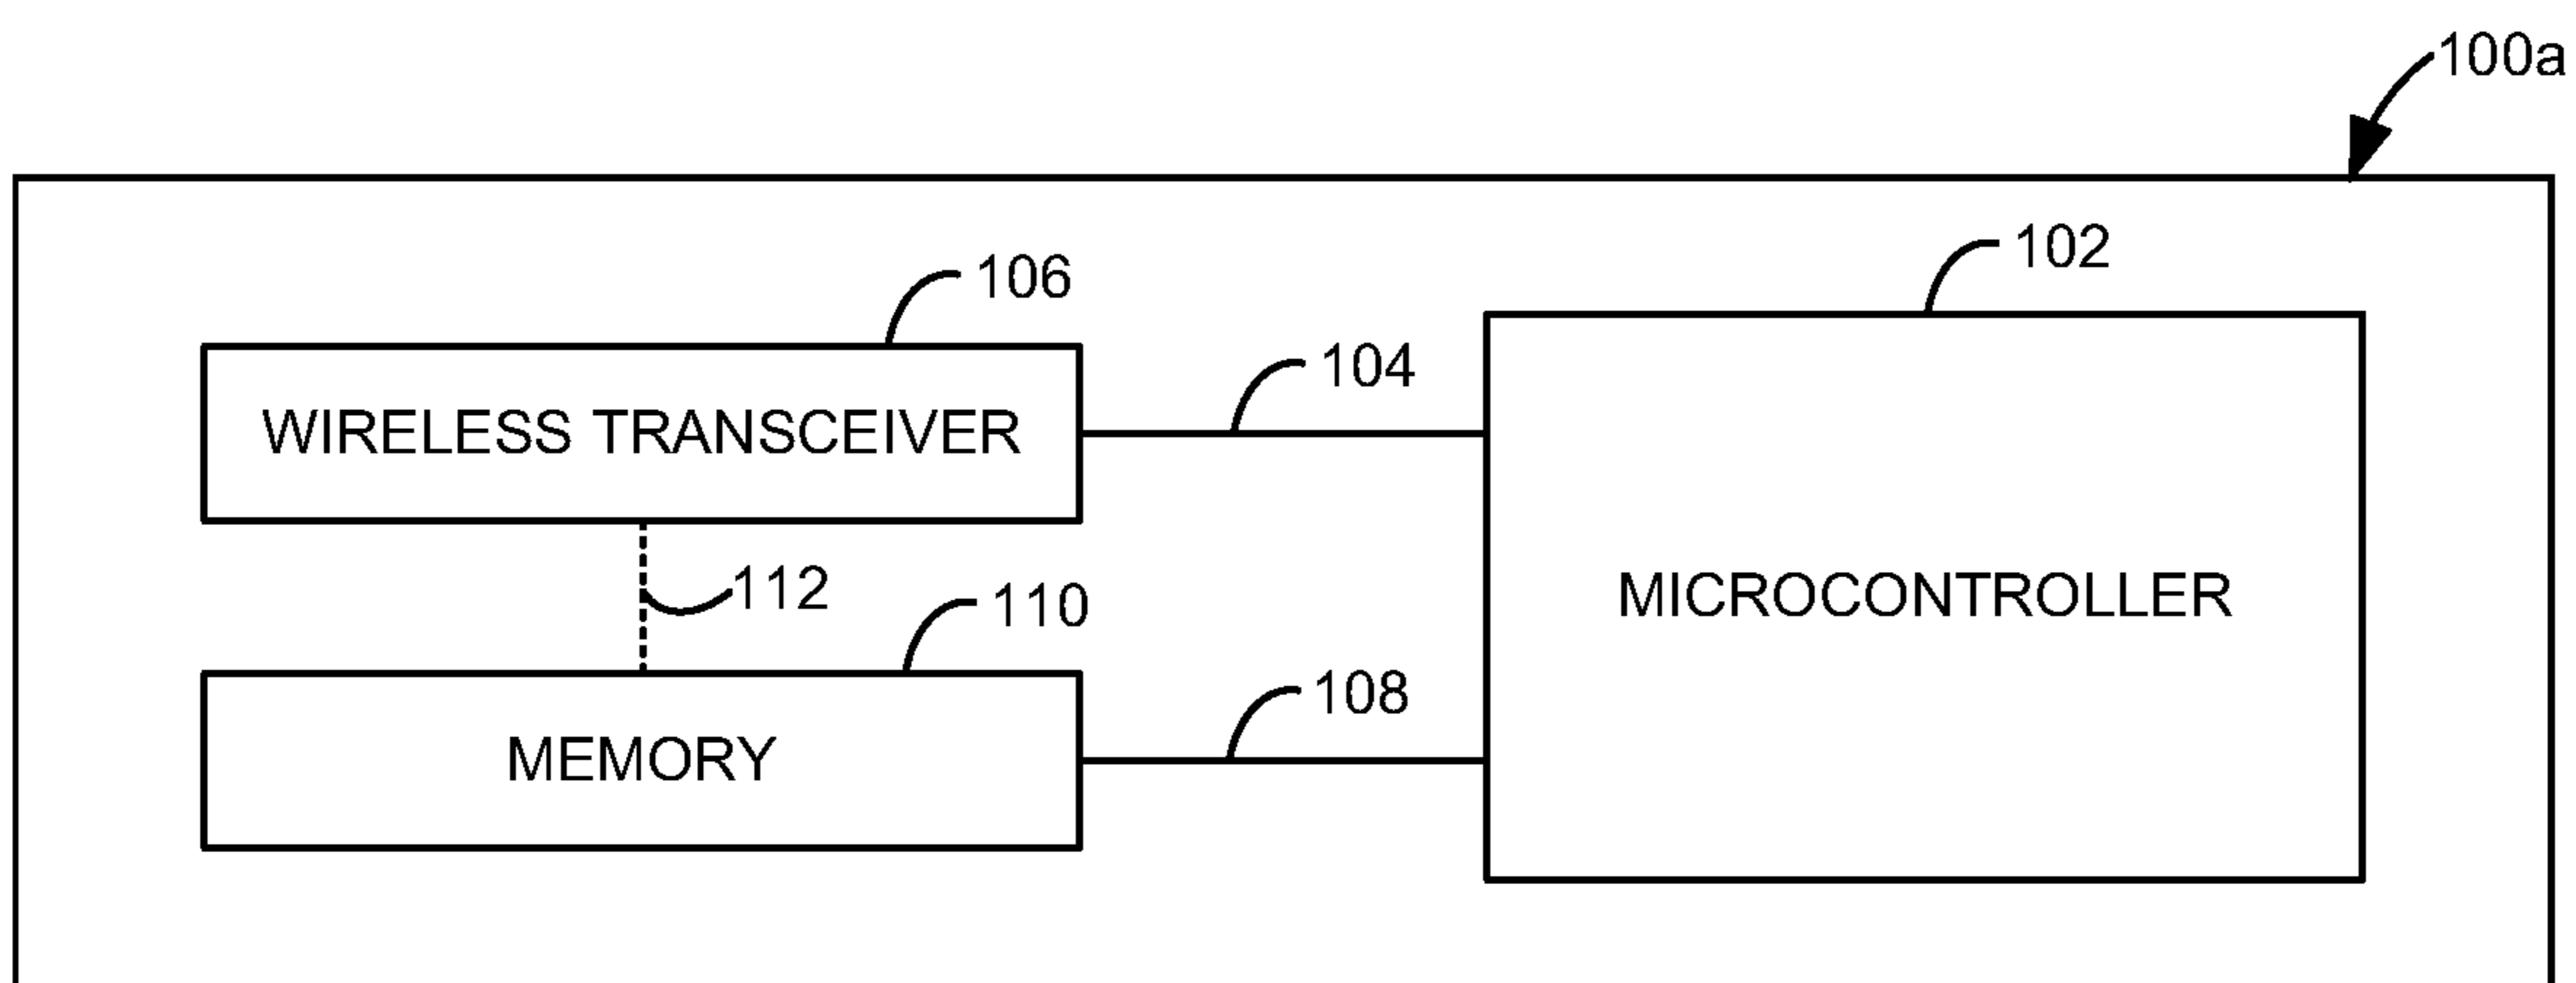 100a
102
106
104
WIRELESS TRANSCEIVER
112
110
MICROCONTROLLER
108
MEMORY